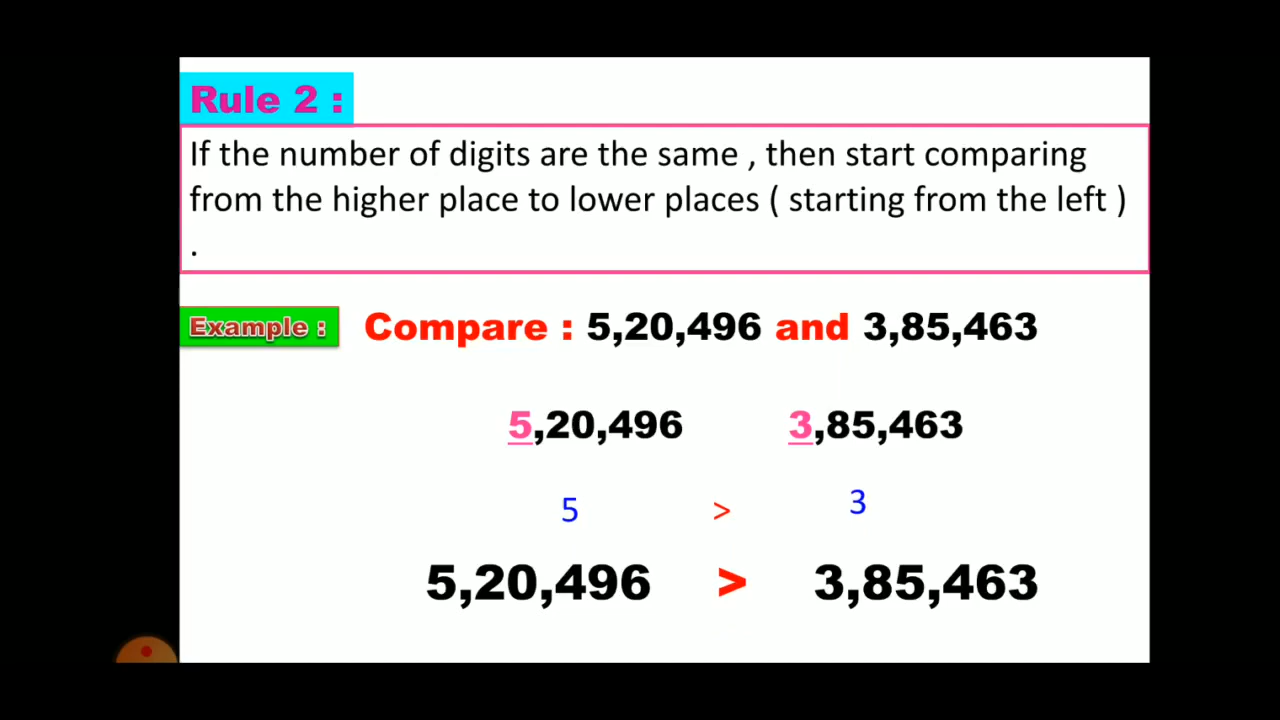 Rule 2 :
If the number of digits are the same , then start comparing
from the higher place to lower places ( starting from the left )
.
Example : Compare : 5,20,496 and 3,85,463
5,20,496 3,85,463
5 > 3
5,20,496 > 3,85,463